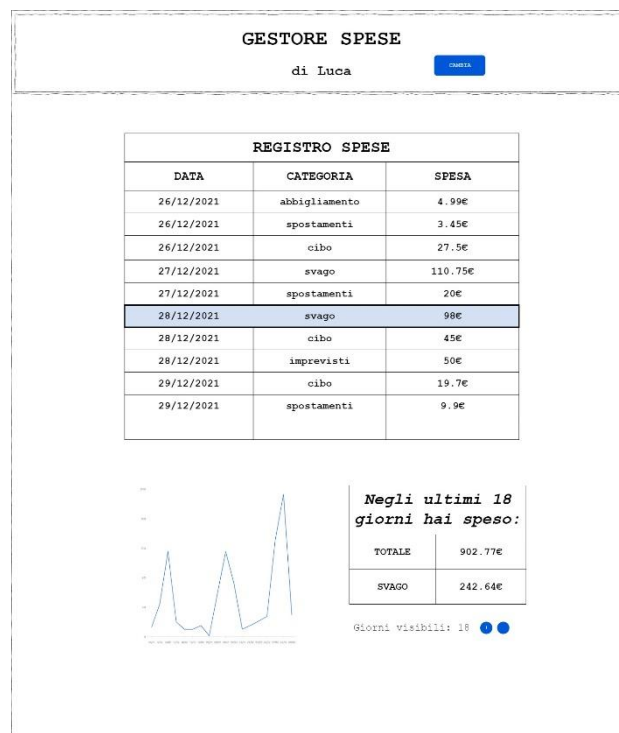 GESTORE SPESE
di Luca
CAMBIA
REGISTRO SPESE
DATA CATEGORIA SPESA
26/12/2021 abbigliamento 4.99€
26/12/2021 spostamenti 3.45€
26/12/2021 cibo 27.5€
27/12/2021 svago 110.75€
27/12/2021 spostamenti 20€
28/12/2021 svago 98€
28/12/2021 cibo 45€
28/12/2021 imprevisti 50€
29/12/2021 cibo 19.7€
29/12/2021 spostamenti 9.9€
Negli ultimi 18
giorni hai speso:
TOTALE 902.77€
SVAGO 242.64€
Giorni visibili: 18